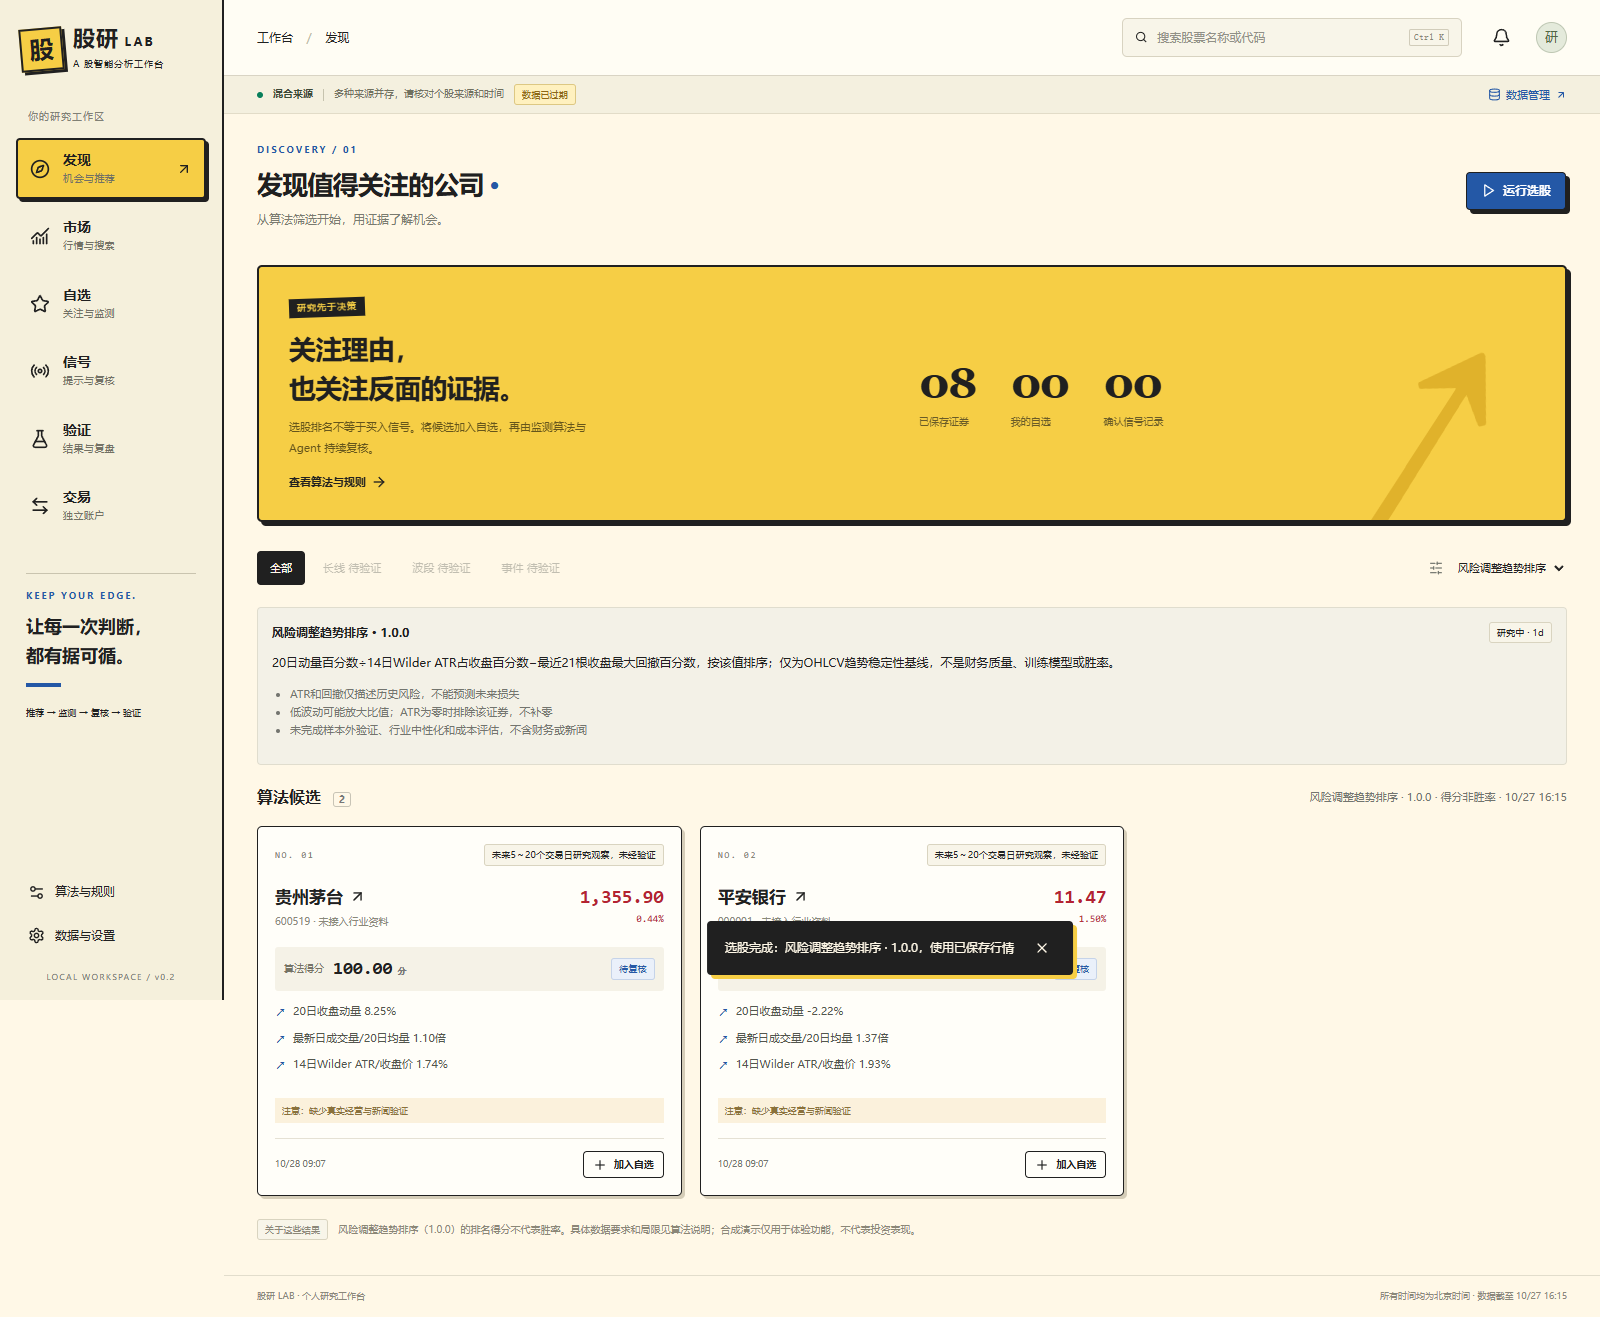 股
股研 LAB
A 股智能分析工作台
你的研究工作区
发现
机会与推荐
市场
行情与搜索
自选
关注与监测
信号
提示与复核
验证
结果与复盘
交易
独立账户
KEEP YOUR EDGE.
让每一次判断，
都有据可循。
推荐 → 监测 → 复核 → 验证
算法与规则
数据与设置
LOCAL WORKSPACE / v0.2
工作台 / 发现
搜索股票名称或代码
Ctrl K
研
混合来源
多种来源并存，请核对个股来源和时间
数据已过期
数据管理
DISCOVERY / 01
发现值得关注的公司
从算法筛选开始，用证据了解机会。
运行选股
研究先于决策
关注理由，
也关注反面的证据。
选股排名不等于买入信号。将候选加入自选，再由监测算法与
Agent 持续复核。
查看算法与规则
08
已保存证券
00
我的自选
00
确认信号记录
全部
长线 待验证
波段 待验证
事件 待验证
风险调整趋势排序
风险调整趋势排序 • 1.0.0
研究中 · 1d
20日动量百分数÷14日Wilder ATR占收盘百分数−最近21根收盘最大回撤百分数，按该值排序；仅为OHLCV趋势稳定性基线，不是财务质量、训练模型或胜率。
ATR和回撤仅描述历史风险，不能预测未来损失
低波动可能放大比值；ATR为零时排除该证券，不补零
未完成样本外验证、行业中性化和成本评估，不含财务或新闻
算法候选 2
风险调整趋势排序 · 1.0.0 · 得分非胜率 · 10/27 16:15
NO. 01
未来5～20个交易日研究观察，未经验证
贵州茅台
1,355.90
600519 · 未接入行业资料
0.44%
算法得分 100.00 分
待复核
20日收盘动量 8.25%
最新日成交量/20日均量 1.10倍
14日Wilder ATR/收盘价 1.74%
注意：缺少真实经营与新闻验证
10/28 09:07
加入自选
NO. 02
未来5～20个交易日研究观察，未经验证
平安银行
11.47
000001 · 未接入行业资料
1.50%
选股完成：风险调整趋势排序 · 1.0.0，使用已保存行情
复核
20日收盘动量 -2.22%
最新日成交量/20日均量 1.37倍
14日Wilder ATR/收盘价 1.93%
注意：缺少真实经营与新闻验证
10/28 09:07
加入自选
关于这些结果
风险调整趋势排序（1.0.0）的排名得分不代表胜率。具体数据要求和局限见算法说明；合成演示仅用于体验功能，不代表投资表现。
股研 LAB · 个人研究工作台
所有时间均为北京时间 · 数据截至 10/27 16:15